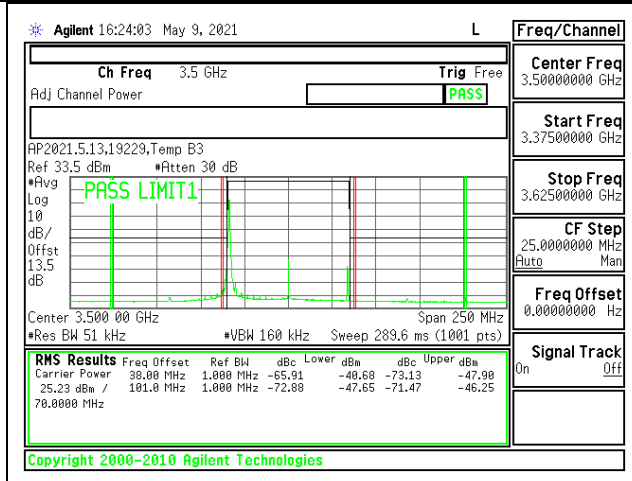 Agilent 16:24:03 May 9, 2021 L
Freq/Channel
Ch Freq 3.5 GHz Trig Free
Adj Channel Power PASS
Center Freq
3.50000000 GHz
Start Freq
3.37500000 GHz
Stop Freq
3.62500000 GHz
CF Step
25.0000000 MHz
Auto Man
Freq Offset
0.00000000 Hz
Signal Track
On Off
AP2021.5.13,19229,Temp B3
Ref 33.5 dBm #Atten 30 dB
#Avg
Log
10
dB/
Offst
13.5
dB
PASS LIMIT1
Center 3.500 00 GHz Span 250 MHz
#Res BW 51 kHz #VBW 160 kHz Sweep 289.6 ms (1001 pts)
RMS Results Freq Offset Ref BW dBc Lower dBm dBc Upper dBm
Carrier Power 38.00 MHz 1.000 MHz -65.91 -40.68 -73.13 -47.90
25.23 dBm / 101.0 MHz 1.000 MHz -72.88 -47.65 -71.47 -46.25
70.0000 MHz
Copyright 2000-2010 Agilent Technologies